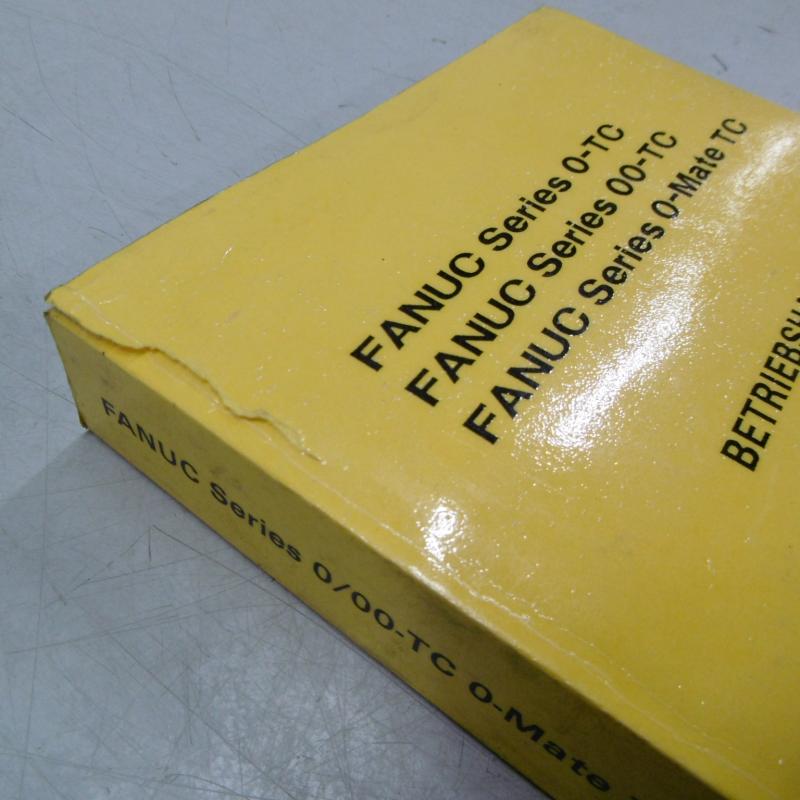 FANUC Series 0-TC
FANUC Series 00-TC
FANUC Series 0-Mate TC
FANUC Series 0/00-TC 0-Mate